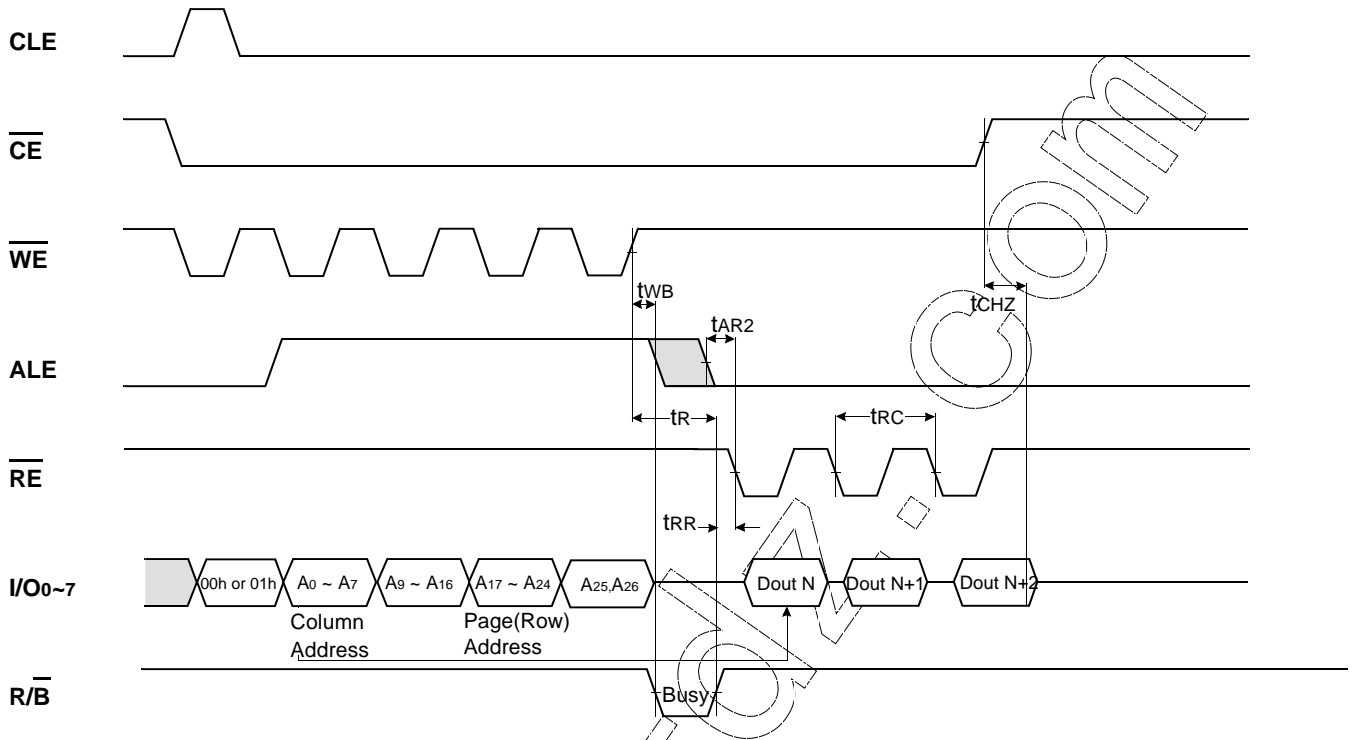 CLE
CE
WE
tWB
tCHZ
tAR2
ALE
tR
tRC
RE
tRR
I/O0~7
00h or 01h
A0 ~ A7
A9 ~ A16
A17 ~ A24
A25,A26
Dout N
Dout N+1
Dout N+2
Column
Address
Page(Row)
Address
R/B
Busy
.com